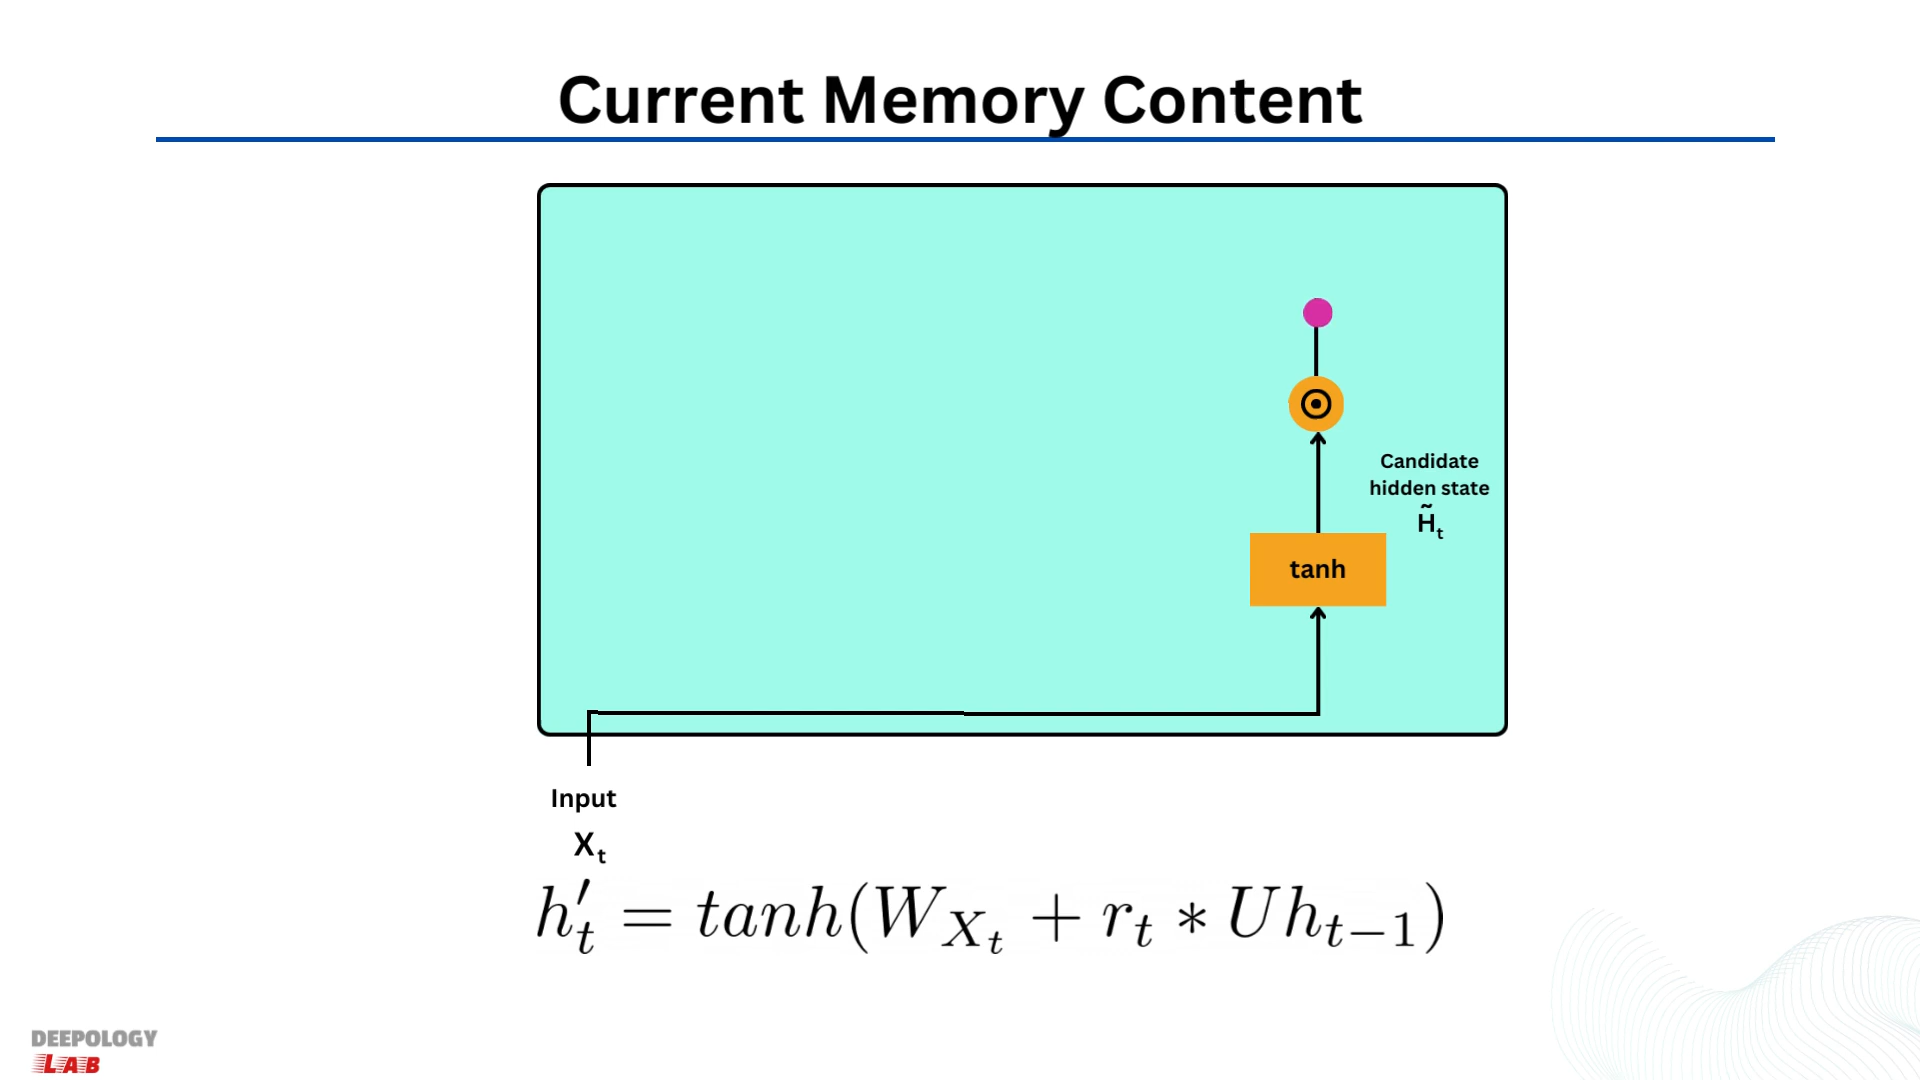 Current Memory Content
Candidate
hidden state
H̃t
tanh
Input
Xt
h′t = tanh(WXt + rt * Uht−1)
DEEPOLOGY
LAB